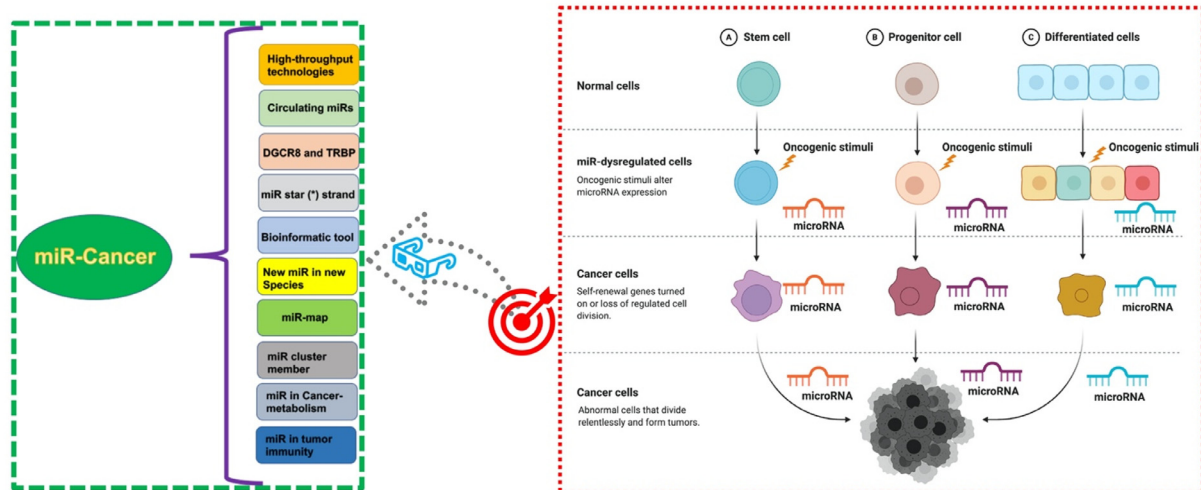 miR-Cancer
High-throughput
technologies
Circulating miRs
DGCR8 and TRBP
miR star (*) strand
Bioinformatic tool
New miR in new
Species
miR-map
miR cluster
member
miR in Cancer-
metabolism
miR in tumor
immunity
A Stem cell
B Progenitor cell
C Differentiated cells
Normal cells
miR-dysregulated cells
Oncogenic stimuli alter
microRNA expression
Oncogenic stimuli
Oncogenic stimuli
Oncogenic stimuli
microRNA
microRNA
microRNA
Cancer cells
Self-renewal genes turned
on or loss of regulated cell
division.
microRNA
microRNA
microRNA
Cancer cells
Abnormal cells that divide
relentlessly and form tumors.
microRNA
microRNA
microRNA